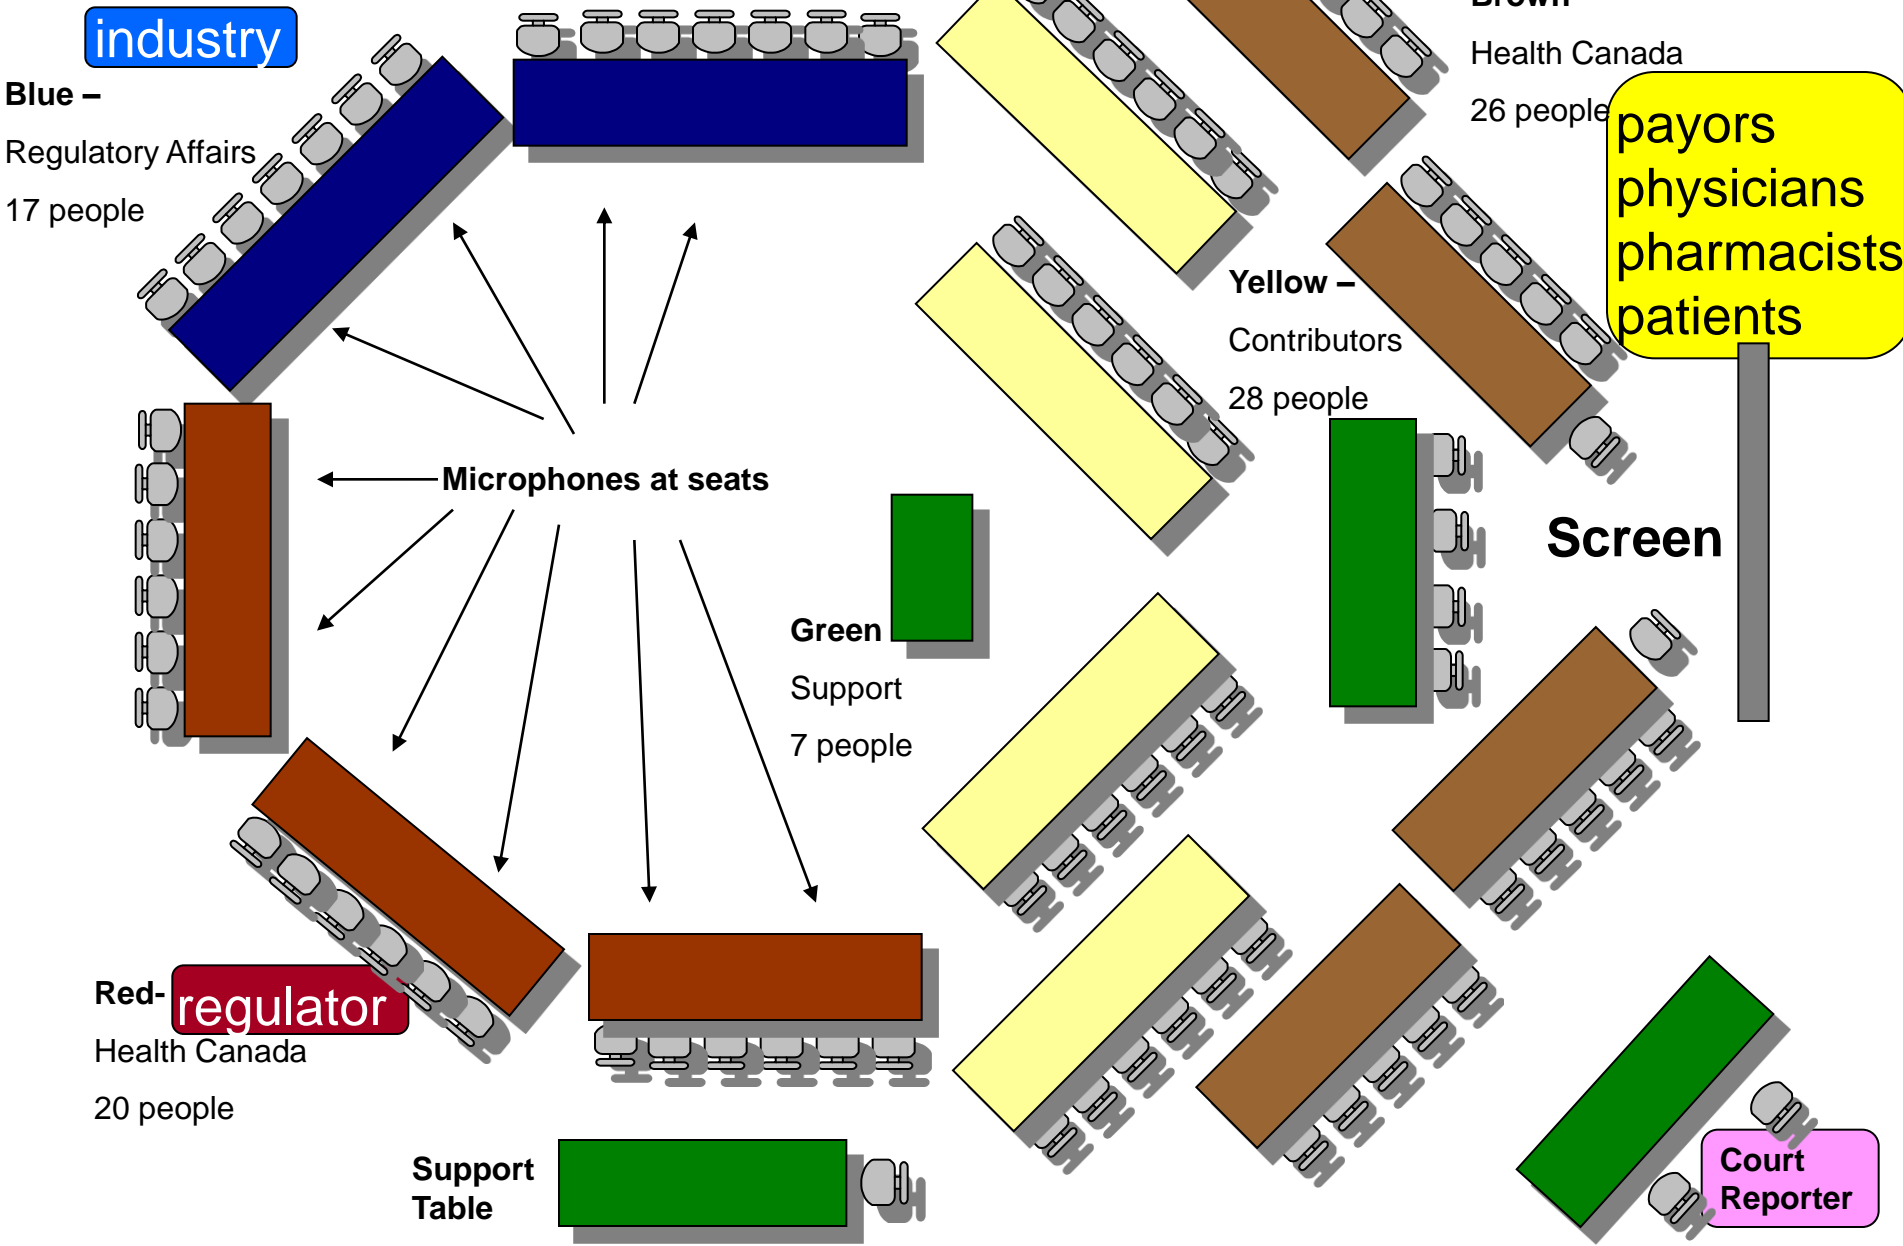 industry
Blue –
Regulatory Affairs
17 people
Brown
Health Canada
26 people
payors
physicians
pharmacists
patients
Yellow –
Contributors
28 people
Microphones at seats
Screen
Green
Support
7 people
Red-
regulator
Health Canada
20 people
Support
Table
Court
Reporter